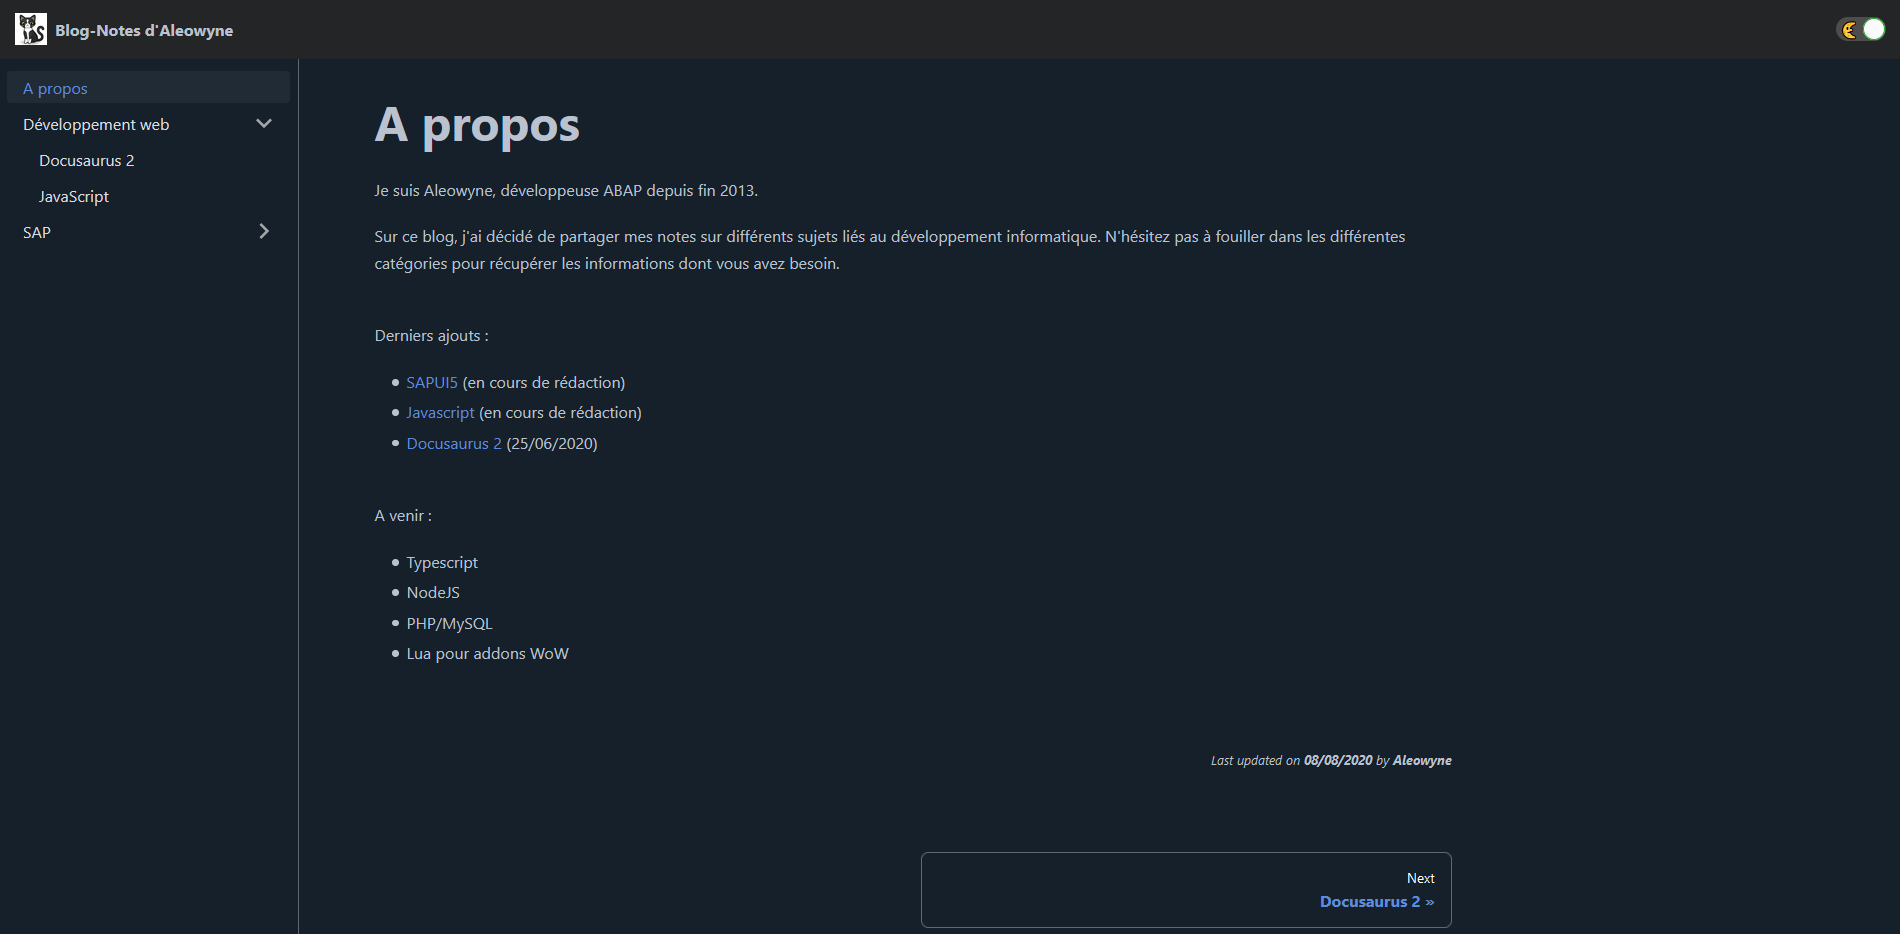 Blog-Notes d'Aleowyne
A propos
Développement web
Docusaurus 2
JavaScript
SAP
A propos
Je suis Aleowyne, développeuse ABAP depuis fin 2013.
Sur ce blog, j'ai décidé de partager mes notes sur différents sujets liés au développement informatique. N'hésitez pas à fouiller dans les différentes
catégories pour récupérer les informations dont vous avez besoin.
Derniers ajouts :
SAPUI5 (en cours de rédaction)
Javascript (en cours de rédaction)
Docusaurus 2 (25/06/2020)
A venir :
Typescript
NodeJS
PHP/MySQL
Lua pour addons WoW
Last updated on 08/08/2020 by Aleowyne
Next
Docusaurus 2 »